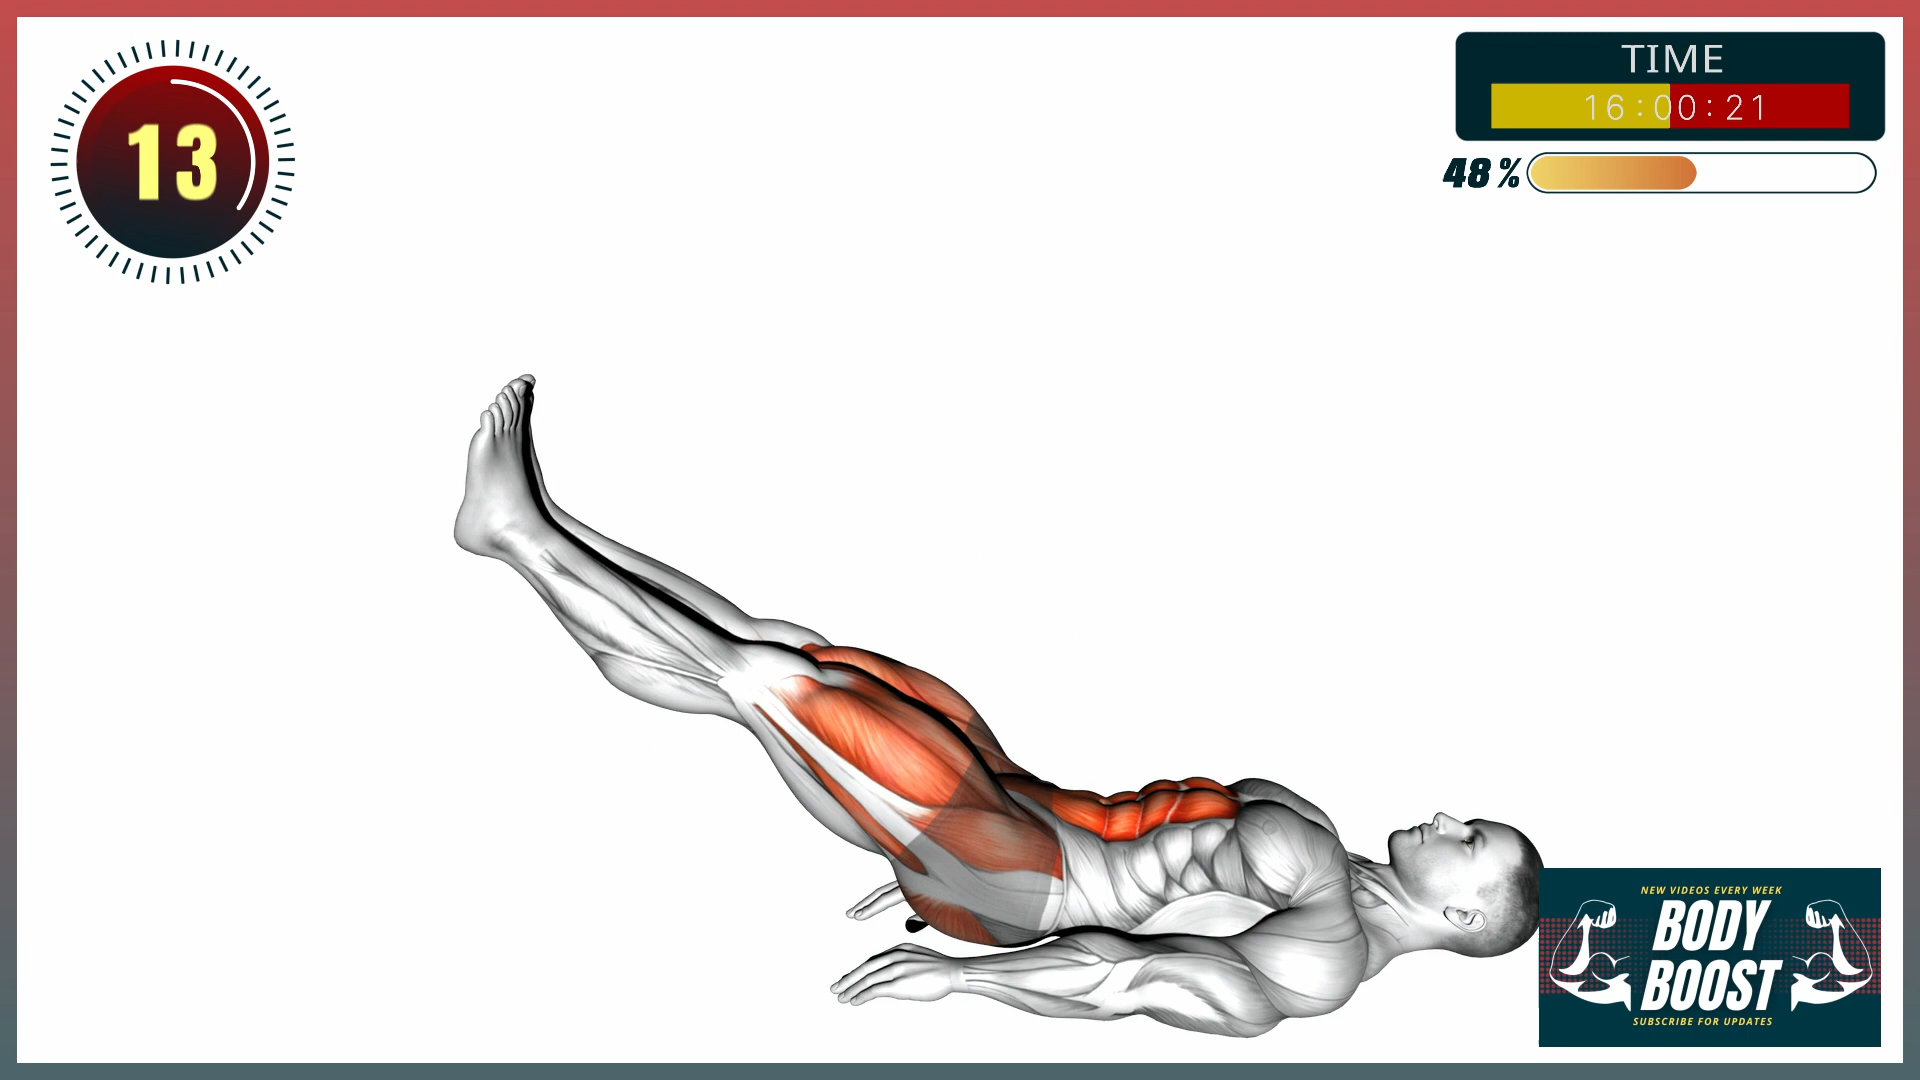 13
TIME
16:00:21
48%
NEW VIDEOS EVERY WEEK
BODY
BOOST
SUBSCRIBE FOR UPDATES